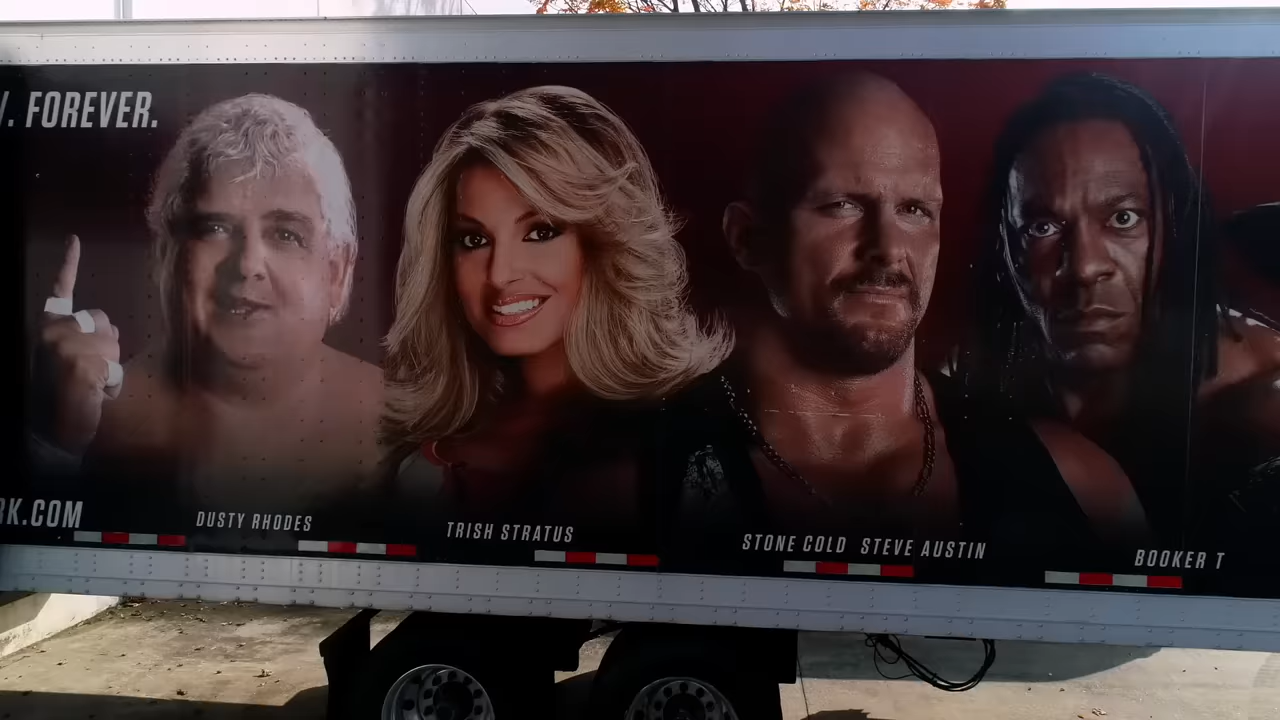 . FOREVER.
RK.COM
DUSTY RHODES
TRISH STRATUS
STONE COLD STEVE AUSTIN
BOOKER T